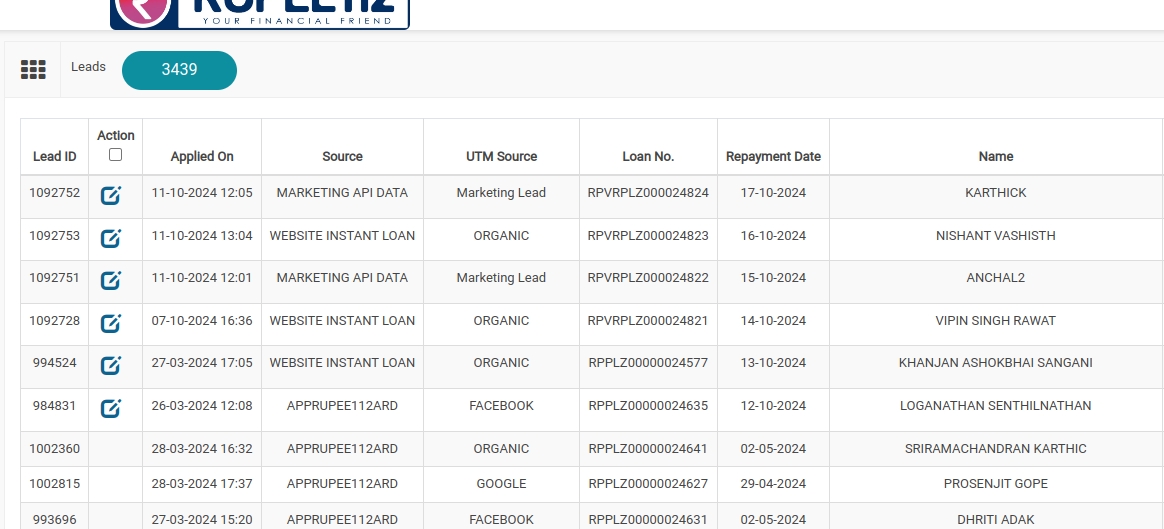 YOUR FINANCIAL FRIEND
Leads 3439
Action
Lead ID Applied On Source UTM Source Loan No. Repayment Date Name
1092752 11-10-2024 12:05 MARKETING API DATA Marketing Lead RPVRPLZ000024824 17-10-2024 KARTHICK
1092753 11-10-2024 13:04 WEBSITE INSTANT LOAN ORGANIC RPVRPLZ000024823 16-10-2024 NISHANT VASHISTH
1092751 11-10-2024 12:01 MARKETING API DATA Marketing Lead RPVRPLZ000024822 15-10-2024 ANCHAL2
1092728 07-10-2024 16:36 WEBSITE INSTANT LOAN ORGANIC RPVRPLZ000024821 14-10-2024 VIPIN SINGH RAWAT
994524 27-03-2024 17:05 WEBSITE INSTANT LOAN ORGANIC RPPLZ00000024577 13-10-2024 KHANJAN ASHOKBHAI SANGANI
984831 26-03-2024 12:08 APPRUPEE112ARD FACEBOOK RPPLZ00000024635 12-10-2024 LOGANATHAN SENTHILNATHAN
1002360 28-03-2024 16:32 APPRUPEE112ARD ORGANIC RPPLZ00000024641 02-05-2024 SRIRAMACHANDRAN KARTHIC
1002815 28-03-2024 17:37 APPRUPEE112ARD GOOGLE RPPLZ00000024627 29-04-2024 PROSENJIT GOPE
993696 27-03-2024 15:20 APPRUPEE112ARD FACEBOOK RPPLZ00000024631 02-05-2024 DHRITI ADAK